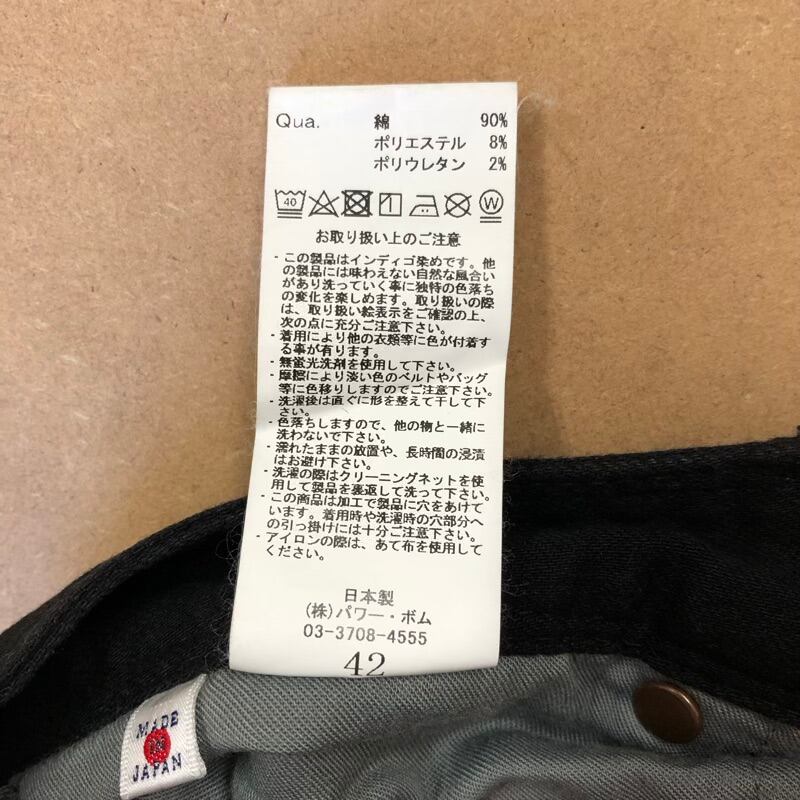 Qua. 綿 90%
ポリエステル 8%
ポリウレタン 2%
40 W
お取り扱い上のご注意
・この製品はインディゴ染めです。他
の製品には味わえない自然な風合い
があり洗っていく事に独特の色落ち
の変化を楽しめます。取り扱いの際
は、取り扱い絵表示をご確認の上、
次の点に充分ご注意下さい。
・着用により他の衣類等に色が付着す
る事が有ります。
・無蛍光洗剤を使用して下さい。
・摩擦により淡い色のベルトやバッグ
等に色移りしますのでご注意下さい。
・洗濯後は直ぐに形を整えて干して下
さい。
・色落ちしますので、他の物と一緒に
洗わないで下さい。
・濡れたままの放置や、長時間の浸漬
はお避け下さい。
・洗濯の際はクリーニングネットを使
用して製品を裏返して洗って下さい。
・この商品は加工で製品に穴をあけて
います。着用時や洗濯時の穴部分へ
の引っ掛けには十分ご注意下さい。
・アイロンの際は、あて布を使用して
ください。
日本製
(株)パワー・ボム
03-3708-4555
42
MADE
IN
JAPAN